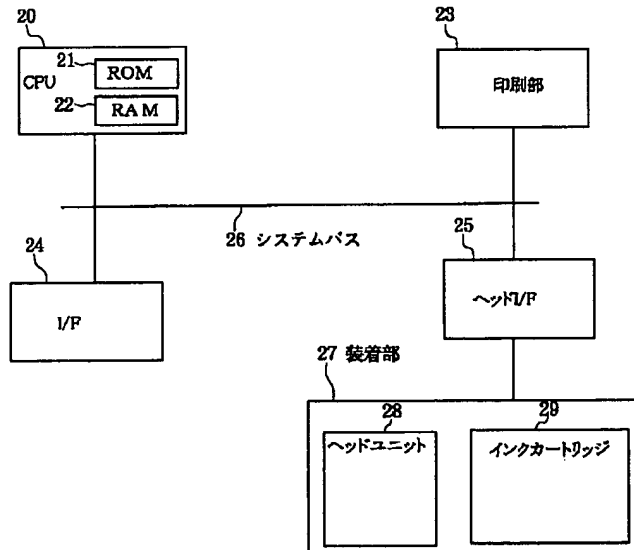 20
21
CPU
ROM
22
RAM
23
印刷部
26 システムバス
24
I/F
25
ヘッドI/F
27 装着部
28
ヘッドユニット
29
インクカートリッジ